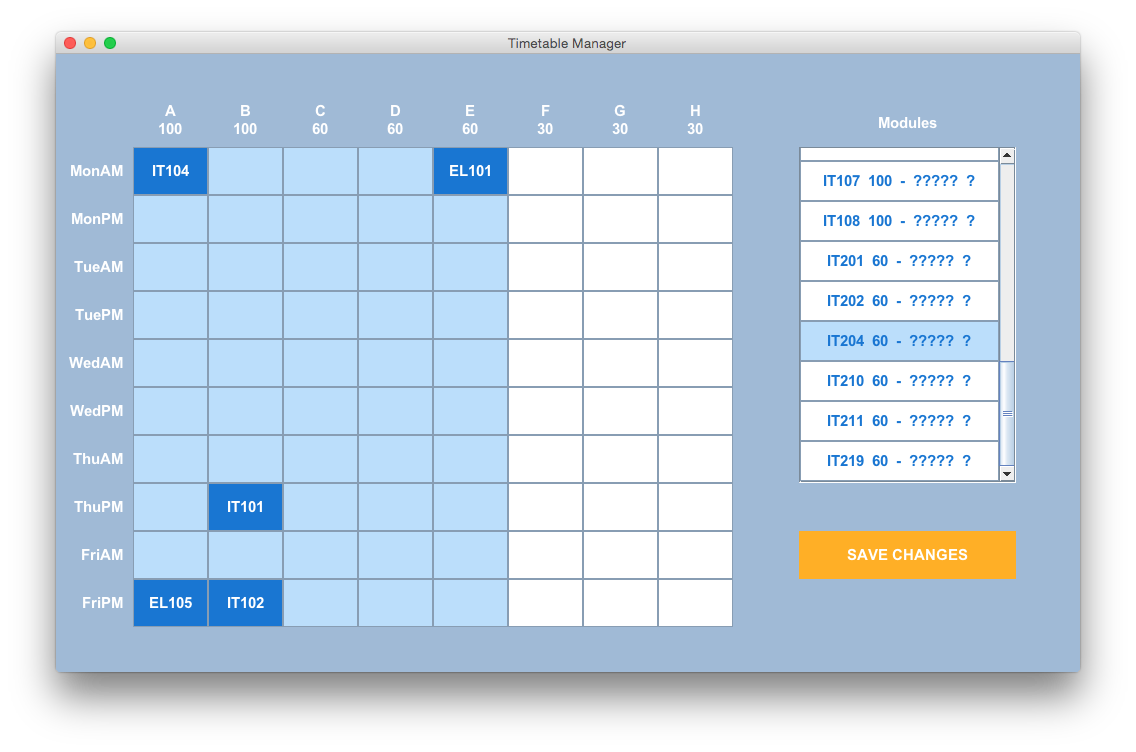 Timetable Manager
A B C D E F G H
100 100 60 60 60 30 30 30
Modules
MonAM IT104 EL101
MonPM
TueAM
TuePM
WedAM
WedPM
ThuAM
ThuPM IT101
FriAM
FriPM EL105 IT102
IT107 100 - ????? ?
IT108 100 - ????? ?
IT201 60 - ????? ?
IT202 60 - ????? ?
IT204 60 - ????? ?
IT210 60 - ????? ?
IT211 60 - ????? ?
IT219 60 - ????? ?
SAVE CHANGES